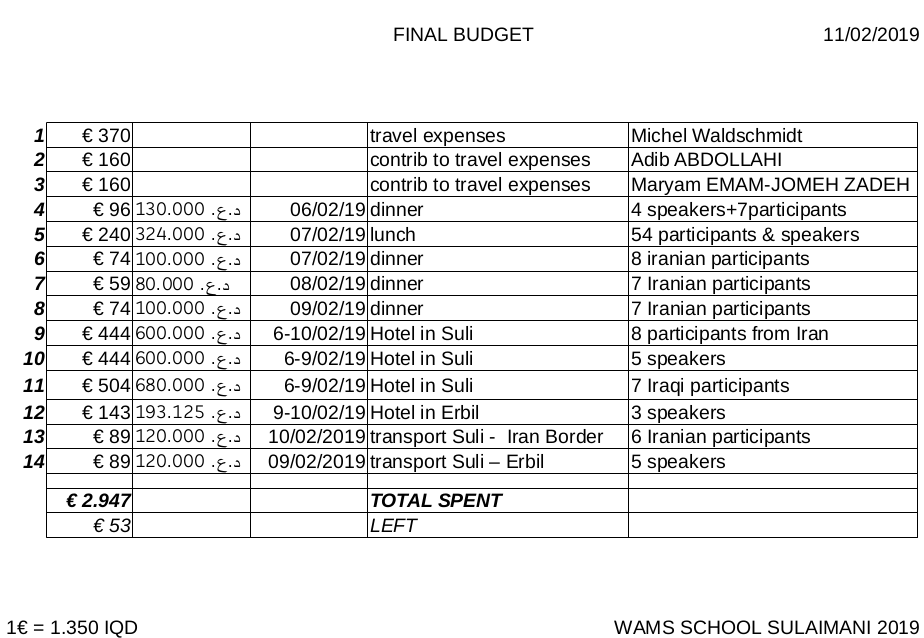 FINAL BUDGET 11/02/2019
1 € 370 travel expenses Michel Waldschmidt
2 € 160 contrib to travel expenses Adib ABDOLLAHI
3 € 160 contrib to travel expenses Maryam EMAM-JOMEH ZADEH
4 € 96 130.000 د.ع. 06/02/19 dinner 4 speakers+7participants
5 € 240 324.000 د.ع. 07/02/19 lunch 54 participants & speakers
6 € 74 100.000 د.ع. 07/02/19 dinner 8 iranian participants
7 € 59 80.000 د.ع. 08/02/19 dinner 7 Iranian participants
8 € 74 100.000 د.ع. 09/02/19 dinner 7 Iranian participants
9 € 444 600.000 د.ع. 6-10/02/19 Hotel in Suli 8 participants from Iran
10 € 444 600.000 د.ع. 6-9/02/19 Hotel in Suli 5 speakers
11 € 504 680.000 د.ع. 6-9/02/19 Hotel in Suli 7 Iraqi participants
12 € 143 193.125 د.ع. 9-10/02/19 Hotel in Erbil 3 speakers
13 € 89 120.000 د.ع. 10/02/2019 transport Suli - Iran Border 6 Iranian participants
14 € 89 120.000 د.ع. 09/02/2019 transport Suli – Erbil 5 speakers
€ 2.947 TOTAL SPENT
€ 53 LEFT
1€ = 1.350 IQD WAMS SCHOOL SULAIMANI 2019